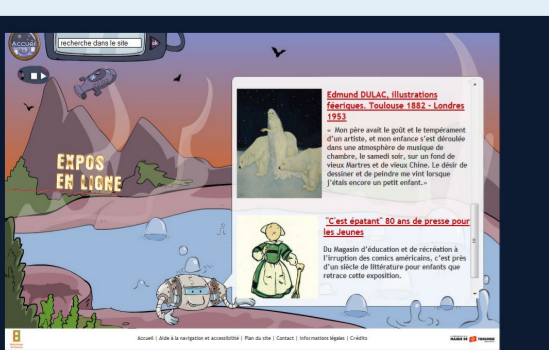 Accueil
recherche dans le site
ok
EXPOS
EN LIGNE
Edmund DULAC, illustrations
féeriques. Toulouse 1882 - Londres
1953
« Mon père avait le goût et le tempérament
d'un artiste, et mon enfance s'est déroulée
dans une atmosphère de musique de
chambre, le samedi soir, sur un fond de
vieux Martres et de vieux Chine. Le désir de
dessiner et de peindre me vint lorsque
j'étais encore un petit enfant.»
"C'est épatant" 80 ans de presse pour
les Jeunes
Du Magasin d'éducation et de récréation à
l'irruption des comics américains, c'est près
d'un siècle de littérature pour enfants que
retrace cette exposition.
Accueil | Aide à la navigation et accessibilité | Plan du site | Contact | Informations légales | Crédits
MAIRIE DE TOULOUSE